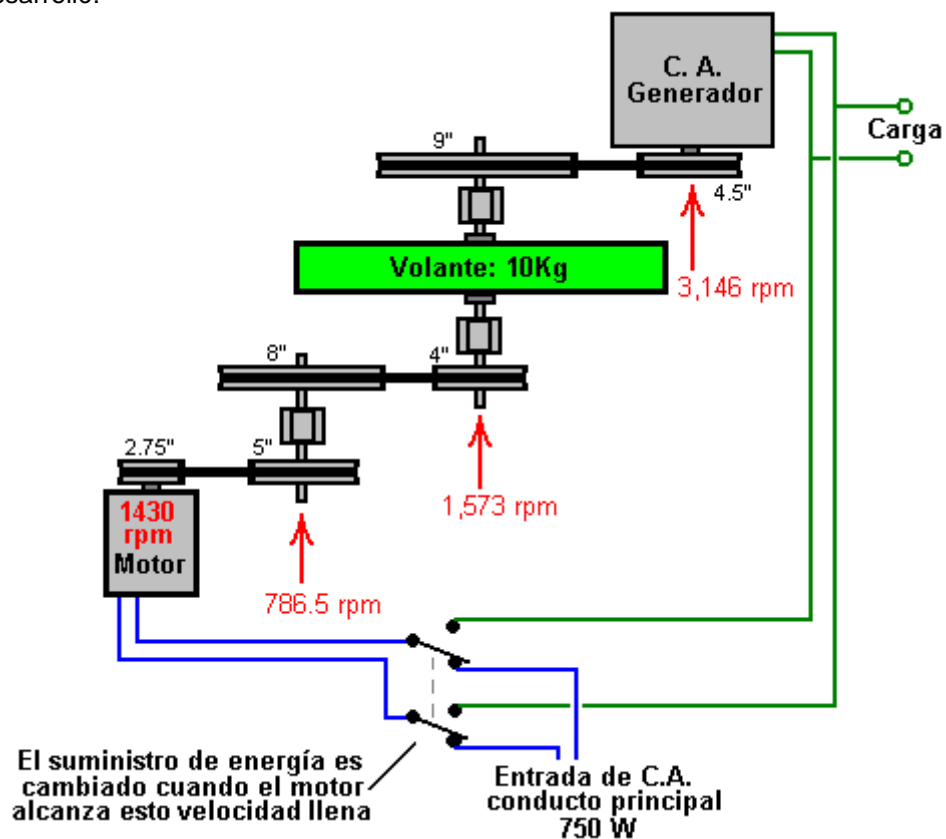 C. A.
Generador
Carga
9"
4.5"
Volante: 10Kg
3,146 rpm
8"
4"
2.75"
5"
1430
rpm
Motor
1,573 rpm
786.5 rpm
El suministro de energía es
cambiado cuando el motor
alcanza esto velocidad llena
Entrada de C.A.
conducto principal
750 W